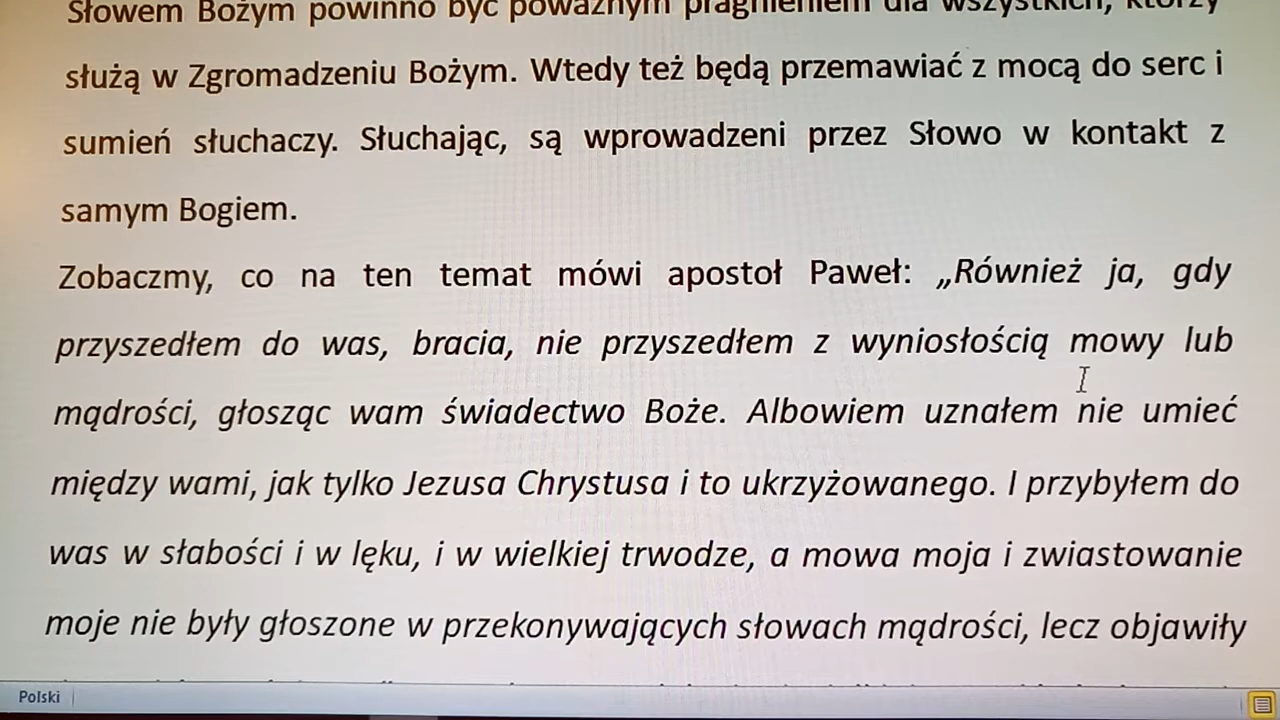 Słowem Bożym powinno być poważnym pragnieniem dla wszystkich, którzy
służą w Zgromadzeniu Bożym. Wtedy też będą przemawiać z mocą do serc i
sumień słuchaczy. Słuchając, są wprowadzeni przez Słowo w kontakt z
samym Bogiem.
Zobaczmy, co na ten temat mówi apostoł Paweł: „Również ja, gdy
przyszedłem do was, bracia, nie przyszedłem z wyniosłością mowy lub
mądrości, głosząc wam świadectwo Boże. Albowiem uznałem nie umieć
między wami, jak tylko Jezusa Chrystusa i to ukrzyżowanego. I przybyłem do
was w słabości i w lęku, i w wielkiej trwodze, a mowa moja i zwiastowanie
moje nie były głoszone w przekonywających słowach mądrości, lecz objawiły
Polski